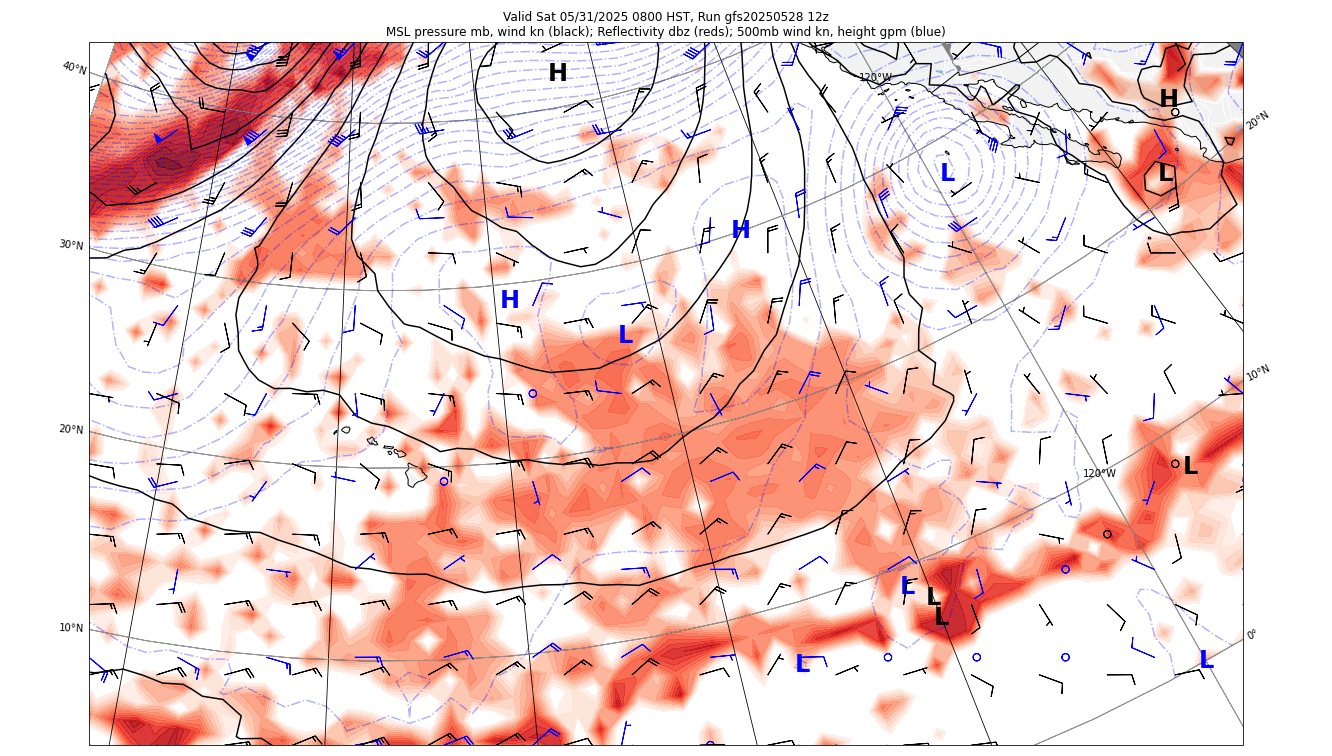 Valid Sat 05/31/2025 0800 HST, Run gfs20250528 12z
MSL pressure mb, wind kn (black); Reflectivity dbz (reds); 500mb wind kn, height gpm (blue)
40°N
H
120°W
H
20°N
L
L
30°N
H
H
L
10°N
20°N
L
120°W
L
L
L
10°N
0°
L
L